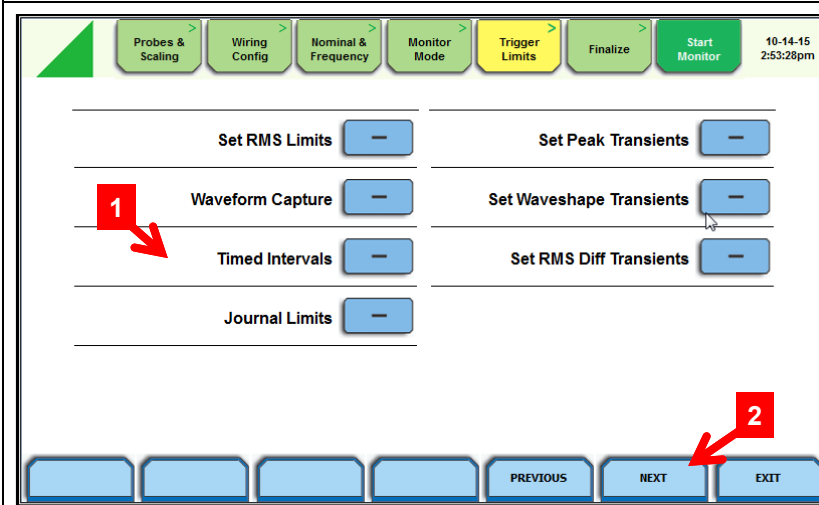 > > > > > >
Probes & Wiring Nominal & Monitor Trigger Finalize Start 10-14-15
Scaling Config Frequency Mode Limits Monitor 2:53:28pm
Set RMS Limits − Set Peak Transients −
1 Waveform Capture − Set Waveshape Transients −
Timed Intervals − Set RMS Diff Transients −
Journal Limits −
2
PREVIOUS NEXT EXIT